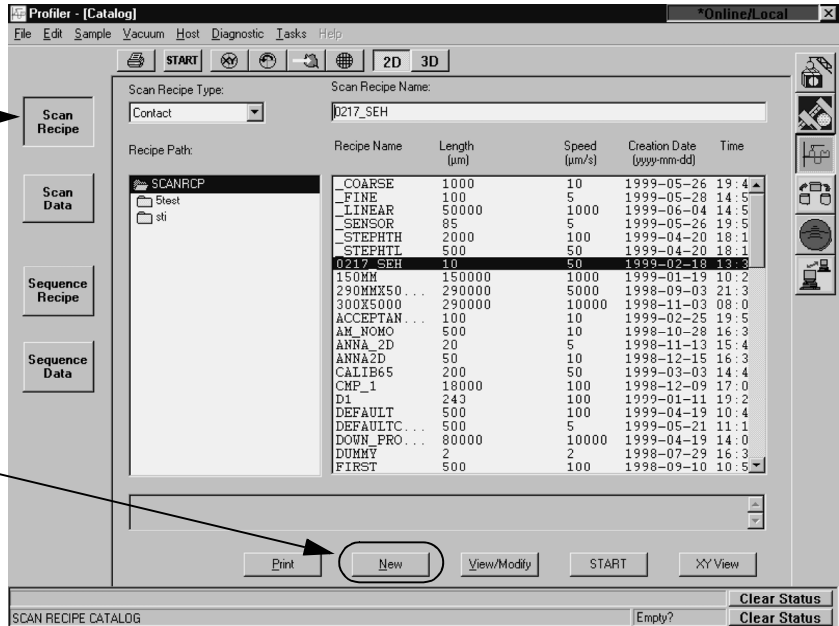 Profiler - [Catalog]
*Online/Local
File Edit Sample Vacuum Host Diagnostic Tasks Help
START XY 2D 3D
Scan Recipe Type:
Scan Recipe Name:
Contact
0217_SEH
Scan Recipe
Scan Data
Sequence Recipe
Sequence Data
Recipe Path:
SCANRCP
5test
sti
Recipe Name Length (µm) Speed (µm/s) Creation Date (yyyy-mm-dd) Time
_COARSE 1000 10 1999-05-26 19:4
_FINE 100 5 1999-05-28 14:5
_LINEAR 50000 1000 1999-06-04 14:5
_SENSOR 85 5 1999-05-26 19:5
_STEPHTH 2000 100 1999-04-20 18:1
_STEPHTL 500 50 1999-04-20 18:1
0217_SEH 10 50 1999-02-18 13:3
150MM 150000 1000 1999-01-19 10:2
290MMX50... 290000 5000 1998-09-03 21:3
300X5000 290000 10000 1998-11-03 08:0
ACCEPTAN... 100 10 1999-02-25 19:5
AM_NOMO 500 10 1998-10-28 16:3
ANNA_2D 20 5 1998-11-13 15:4
ANNA2D 50 10 1998-12-15 16:3
CALIB65 200 50 1999-03-03 14:4
CMP_1 18000 100 1998-12-09 17:0
D1 243 100 1999-01-11 19:2
DEFAULT 500 100 1999-04-19 10:4
DEFAULTC... 500 5 1999-05-21 11:1
DOWN_PRO... 80000 10000 1999-04-19 14:0
DUMMY 2 2 1998-07-29 16:3
FIRST 500 100 1998-09-10 10:5
Print New View/Modify START XY View
Clear Status
SCAN RECIPE CATALOG Empty? Clear Status